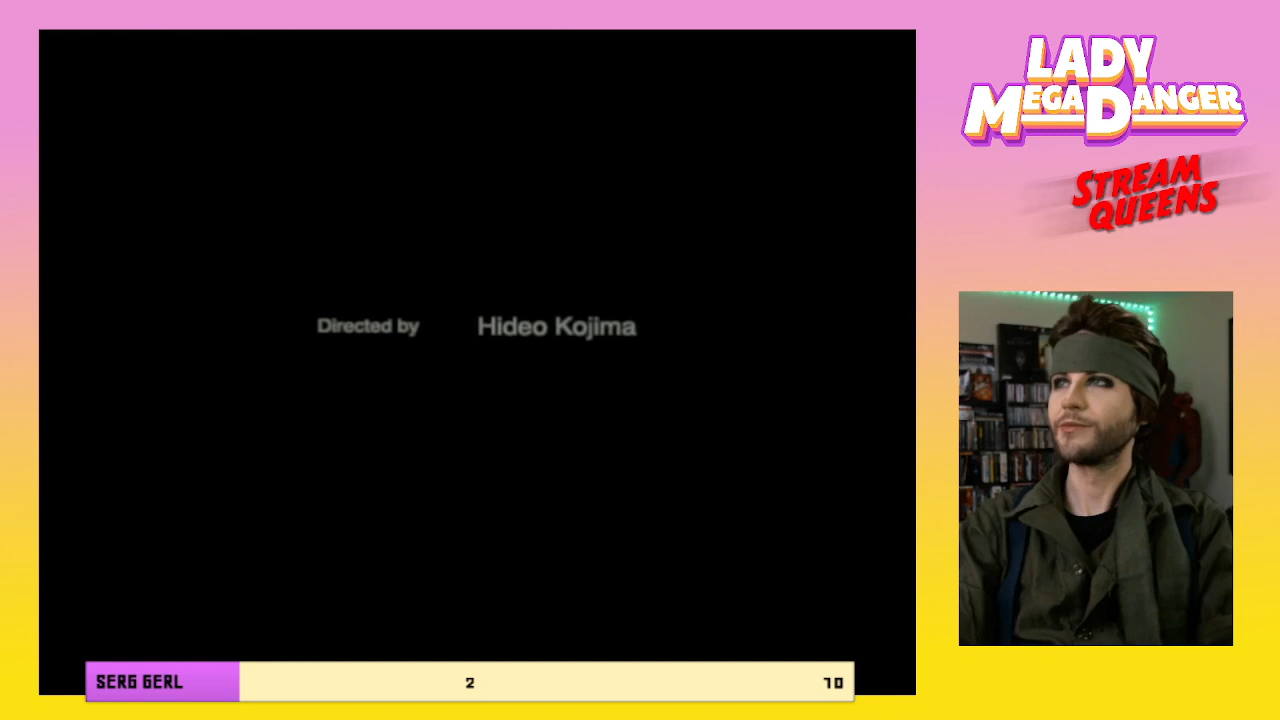 LADY
MEGADANGER
STREAM
QUEENS
Directed by Hideo Kojima
SERG GERL 2 10